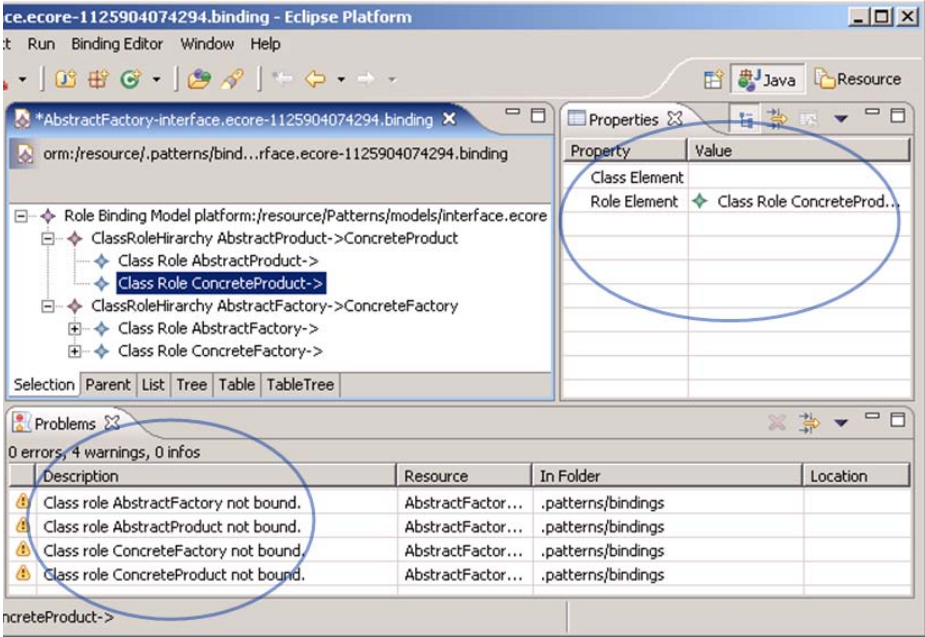 ce.ecore-1125904074294.binding - Eclipse Platform
ct Run Binding Editor Window Help
Java Resource
*AbstractFactory-interface.ecore-1125904074294.binding
orm:/resource/.patterns/bind...rface.ecore-1125904074294.binding
Role Binding Model platform:/resource/Patterns/models/interface.ecore
ClassRoleHirarchy AbstractProduct->ConcreteProduct
Class Role AbstractProduct->
Class Role ConcreteProduct->
ClassRoleHirarchy AbstractFactory->ConcreteFactory
Class Role AbstractFactory->
Class Role ConcreteFactory->
Selection Parent List Tree Table TableTree
Properties
Property Value
Class Element
Role Element Class Role ConcreteProd...
Problems
0 errors, 4 warnings, 0 infos
Description Resource In Folder Location
Class role AbstractFactory not bound. AbstractFactor... .patterns/bindings
Class role AbstractProduct not bound. AbstractFactor... .patterns/bindings
Class role ConcreteFactory not bound. AbstractFactor... .patterns/bindings
Class role ConcreteProduct not bound. AbstractFactor... .patterns/bindings
ncreteProduct->